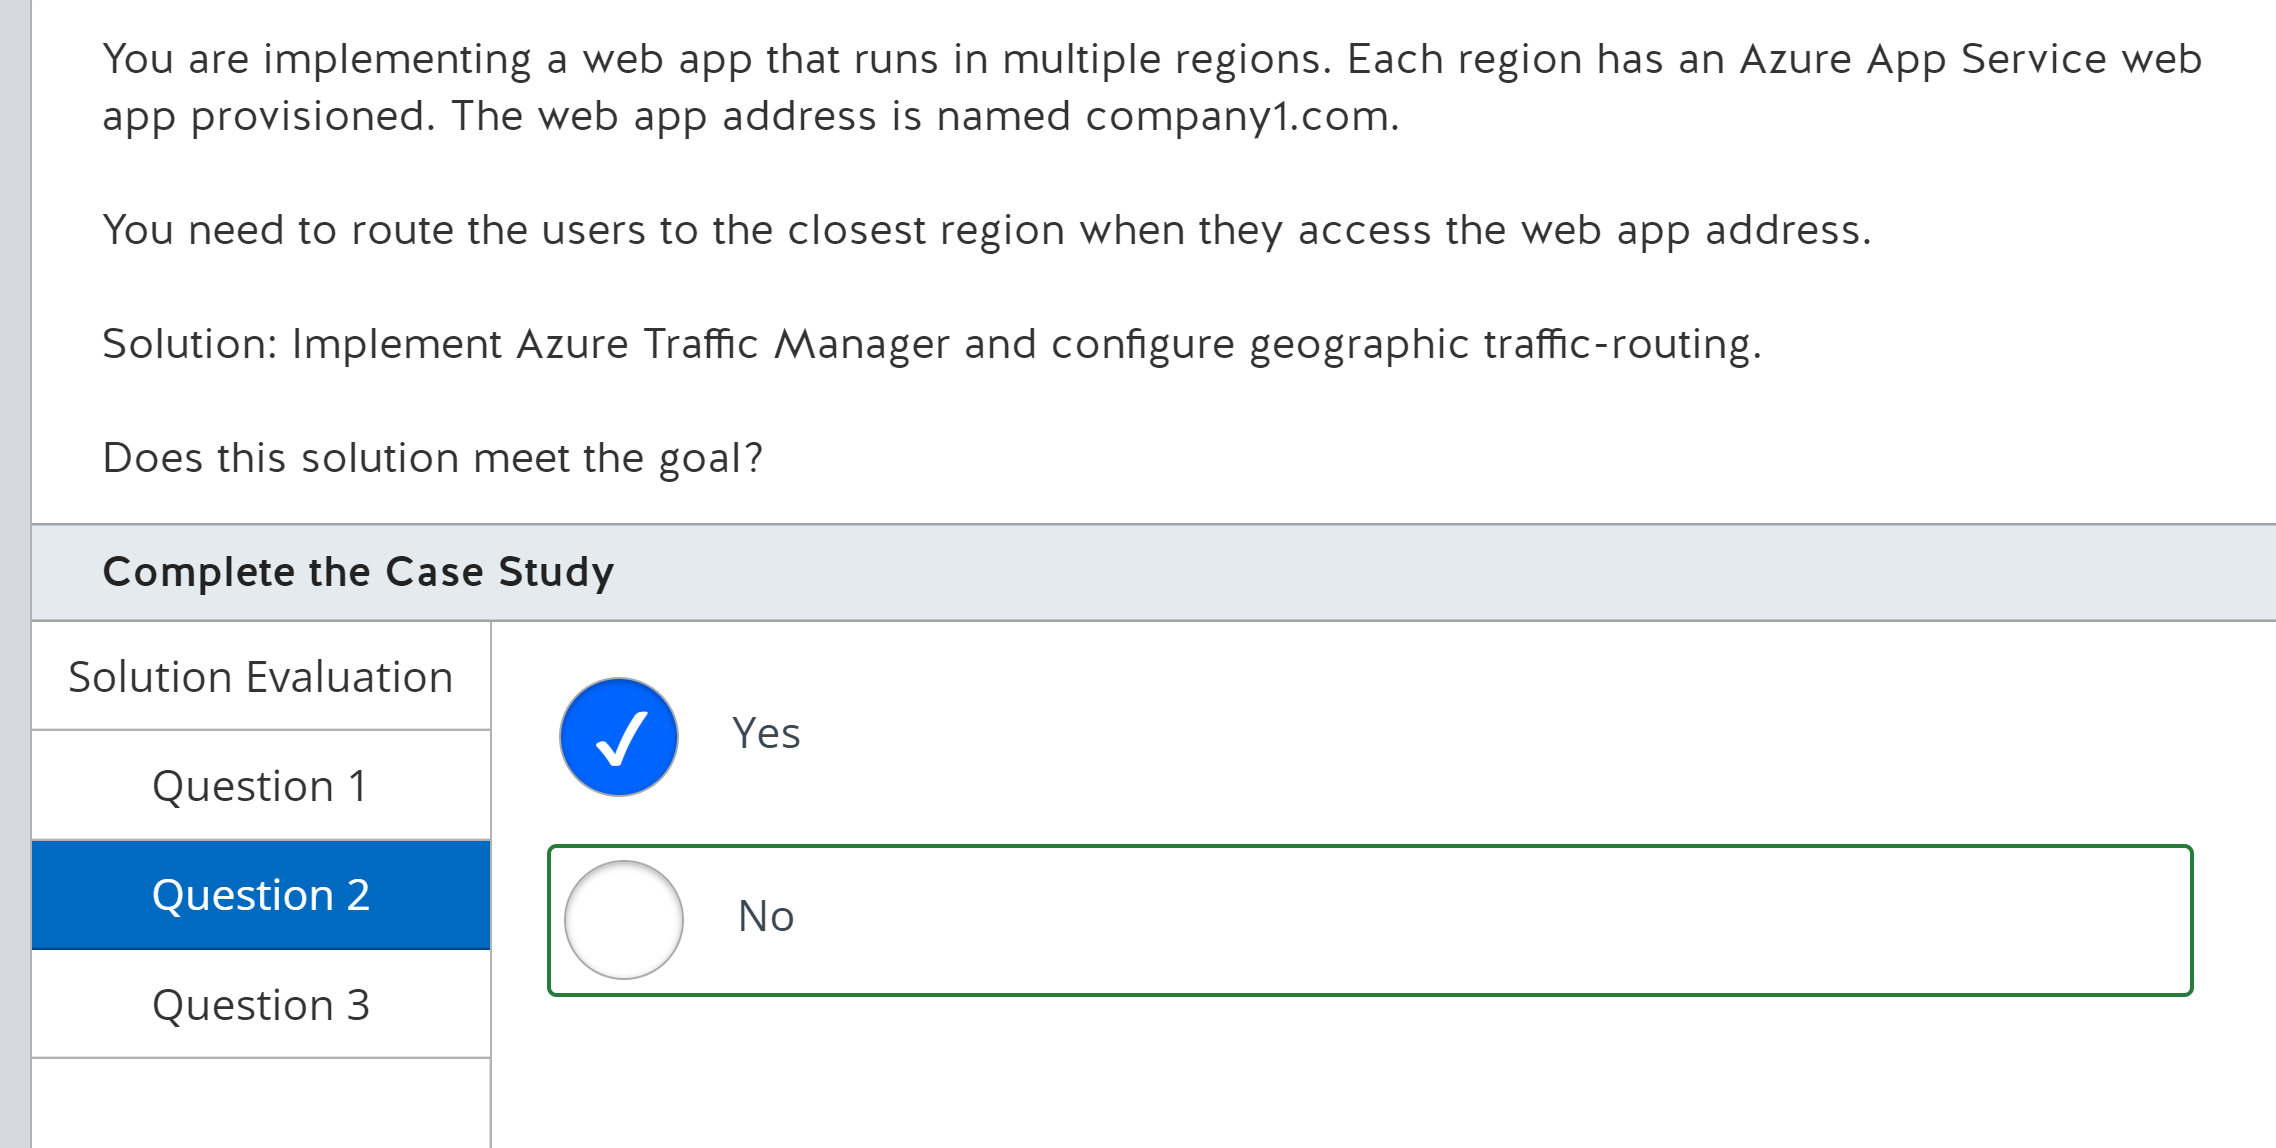 You are implementing a web app that runs in multiple regions. Each region has an Azure App Service web
app provisioned. The web app address is named company1.com.
You need to route the users to the closest region when they access the web app address.
Solution: Implement Azure Traffic Manager and configure geographic traffic-routing.
Does this solution meet the goal?
Complete the Case Study
Solution Evaluation
Question 1
Question 2
Question 3
Yes
No